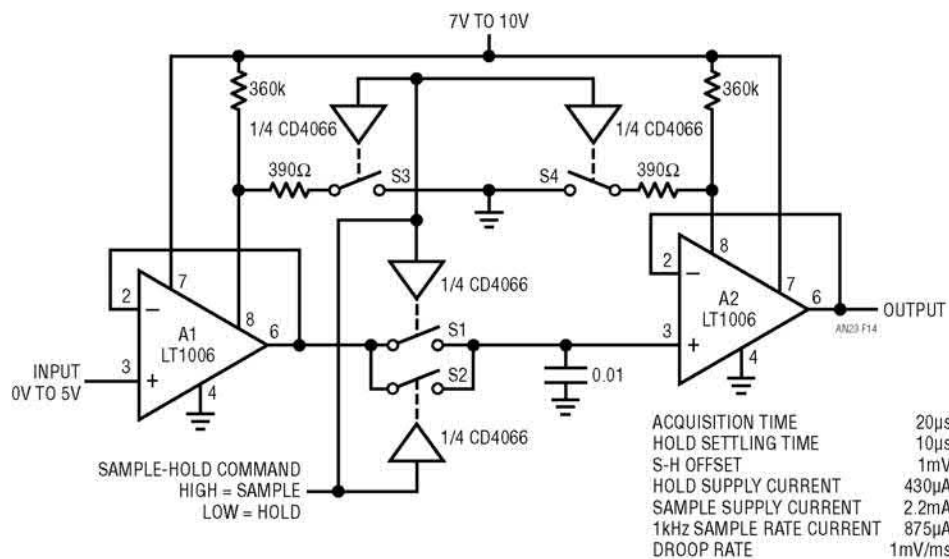 7V TO 10V
360k
360k
1/4 CD4066
1/4 CD4066
390Ω
S3
S4
390Ω
8
2
7
2
7
1/4 CD4066
A1
LT1006
8
6
S1
A2
LT1006
6
OUTPUT
AN23 F14
3
INPUT
0V TO 5V
3
4
S2
0.01
4
1/4 CD4066
SAMPLE-HOLD COMMAND
HIGH = SAMPLE
LOW = HOLD
ACQUISITION TIME 20µs
HOLD SETTLING TIME 10µs
S-H OFFSET 1mV
HOLD SUPPLY CURRENT 430µA
SAMPLE SUPPLY CURRENT 2.2mA
1kHz SAMPLE RATE CURRENT 875µA
DROOP RATE 1mV/ms